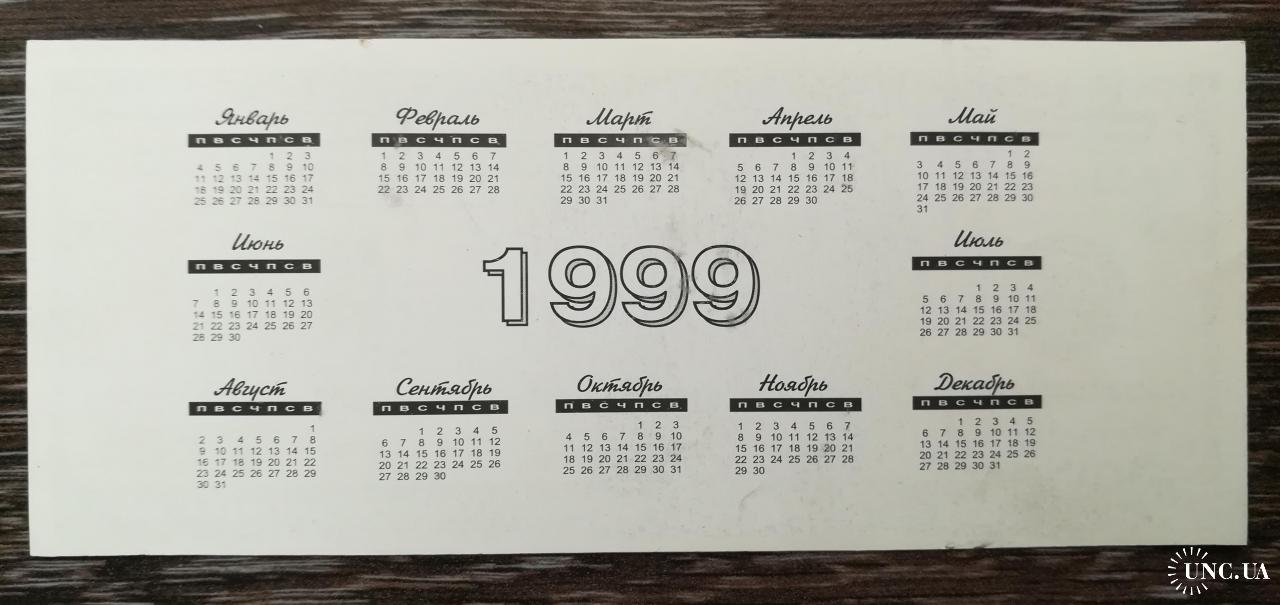 Январь
П В С Ч П С В
1 2 3
4 5 6 7 8 9 10
11 12 13 14 15 16 17
18 19 20 21 22 23 24
25 26 27 28 29 30 31
Февраль
П В С Ч П С В
1 2 3 4 5 6 7
8 9 10 11 12 13 14
15 16 17 18 19 20 21
22 23 24 25 26 27 28
Март
П В С Ч П С В
1 2 3 4 5 6 7
8 9 10 11 12 13 14
15 16 17 18 19 20 21
22 23 24 25 26 27 28
29 30 31
Апрель
П В С Ч П С В
1 2 3 4
5 6 7 8 9 10 11
12 13 14 15 16 17 18
19 20 21 22 23 24 25
26 27 28 29 30
Май
П В С Ч П С В
1 2
3 4 5 6 7 8 9
10 11 12 13 14 15 16
17 18 19 20 21 22 23
24 25 26 27 28 29 30
31
Июнь
П В С Ч П С В
1 2 3 4 5 6
7 8 9 10 11 12 13
14 15 16 17 18 19 20
21 22 23 24 25 26 27
28 29 30
1999
Июль
П В С Ч П С В
1 2 3 4
5 6 7 8 9 10 11
12 13 14 15 16 17 18
19 20 21 22 23 24 25
26 27 28 29 30 31
Август
П В С Ч П С В
1
2 3 4 5 6 7 8
9 10 11 12 13 14 15
16 17 18 19 20 21 22
23 24 25 26 27 28 29
30 31
Сентябрь
П В С Ч П С В
1 2 3 4 5
6 7 8 9 10 11 12
13 14 15 16 17 18 19
20 21 22 23 24 25 26
27 28 29 30
Октябрь
П В С Ч П С В
1 2 3
4 5 6 7 8 9 10
11 12 13 14 15 16 17
18 19 20 21 22 23 24
25 26 27 28 29 30 31
Ноябрь
П В С Ч П С В
1 2 3 4 5 6 7
8 9 10 11 12 13 14
15 16 17 18 19 20 21
22 23 24 25 26 27 28
29 30
Декабрь
П В С Ч П С В
1 2 3 4 5
6 7 8 9 10 11 12
13 14 15 16 17 18 19
20 21 22 23 24 25 26
27 28 29 30 31
UNC.UA